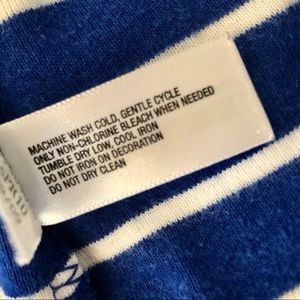 MACHINE WASH COLD, GENTLE CYCLE
ONLY NON-CHLORINE BLEACH WHEN NEEDED
TUMBLE DRY LOW, COOL IRON
DO NOT IRON ON DECORATION
DO NOT DRY CLEAN